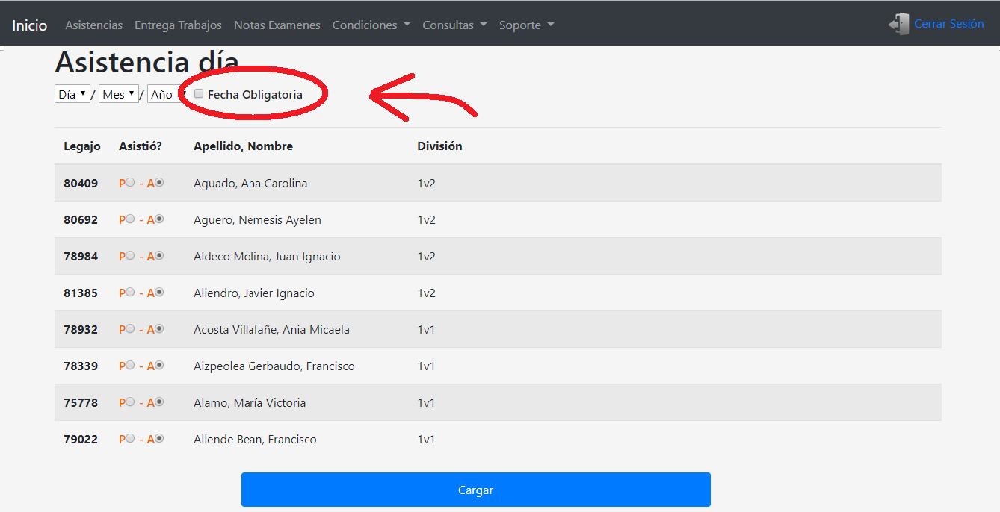 Inicio Asistencias Entrega Trabajos Notas Examenes Condiciones Consultas Soporte Cerrar Sesión
Asistencia día
Día / Mes / Año Fecha Obligatoria
Legajo Asistió? Apellido, Nombre División
80409 P - A Aguado, Ana Carolina 1v2
80692 P - A Aguero, Nemesis Ayelen 1v2
78984 P - A Aldeco Molina, Juan Ignacio 1v2
81385 P - A Aliendro, Javier Ignacio 1v2
78932 P - A Acosta Villafañe, Ania Micaela 1v1
78339 P - A Aizpeolea Gerbaudo, Francisco 1v1
75778 P - A Alamo, María Victoria 1v1
79022 P - A Allende Bean, Francisco 1v1
Cargar